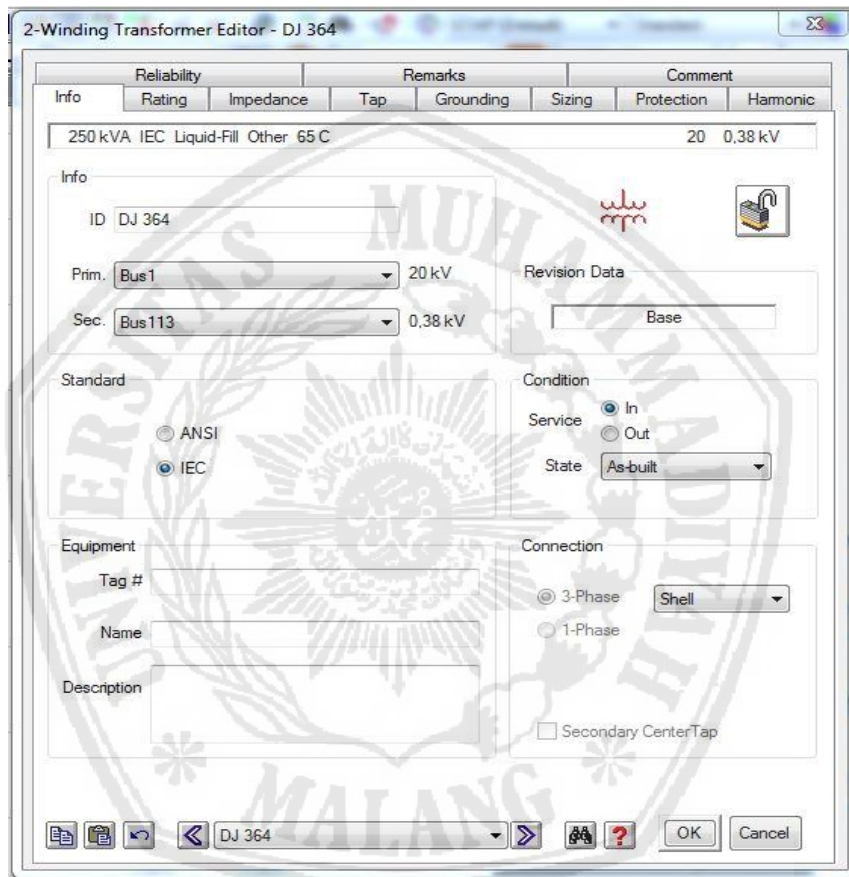 2-Winding Transformer Editor - DJ 364
Reliability Remarks Comment
Info Rating Impedance Tap Grounding Sizing Protection Harmonic
250 kVA IEC Liquid-Fill Other 65 C 20 0,38 kV
Info
ID DJ 364
Prim. Bus1 20 kV
Sec. Bus113 0,38 kV
Revision Data
Base
Standard
ANSI
IEC
Condition
Service In
Out
State As-built
Equipment
Tag #
Name
Description
Connection
3-Phase Shell
1-Phase
Secondary CenterTap
DJ 364 ? OK Cancel
UNIVERSITAS MUHAMMADIYAH
MALANG